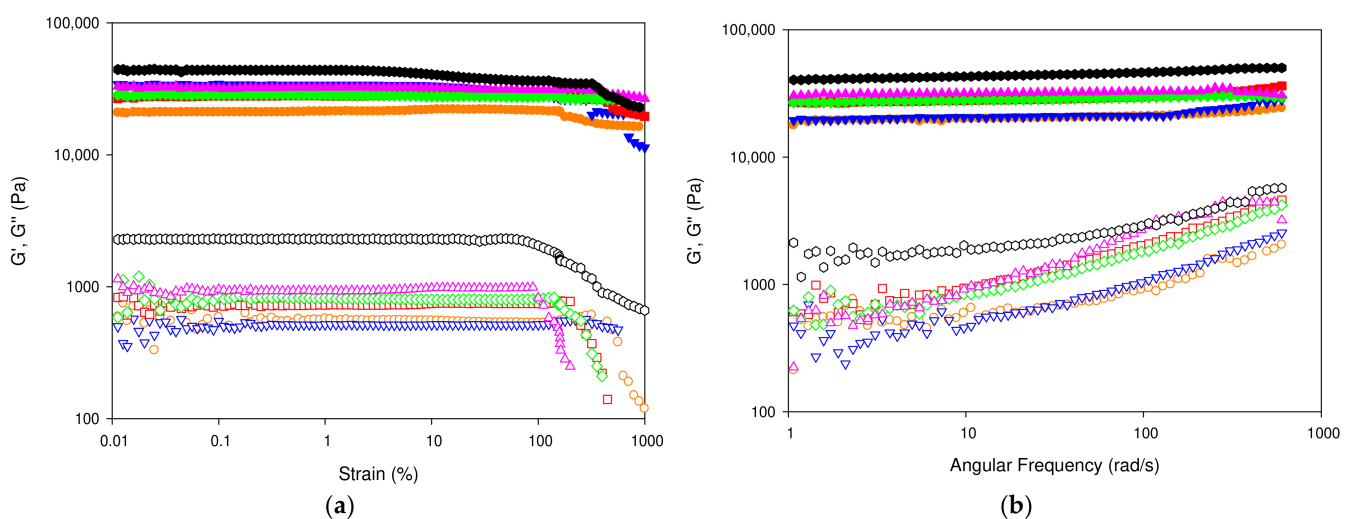 100,000
10,000
1000
100
G', G" (Pa)
0.01 0.1 1 10 100 1000
Strain (%)
(a)
100,000
10,000
1000
100
G', G" (Pa)
1 10 100 1000
Angular Frequency (rad/s)
(b)